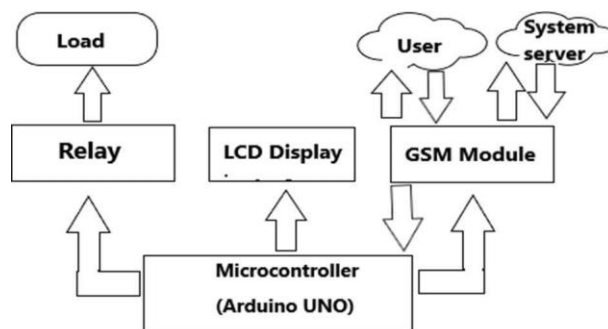 Load
User
System
server
Relay
LCD Display
GSM Module
Microcontroller
(Arduino UNO)